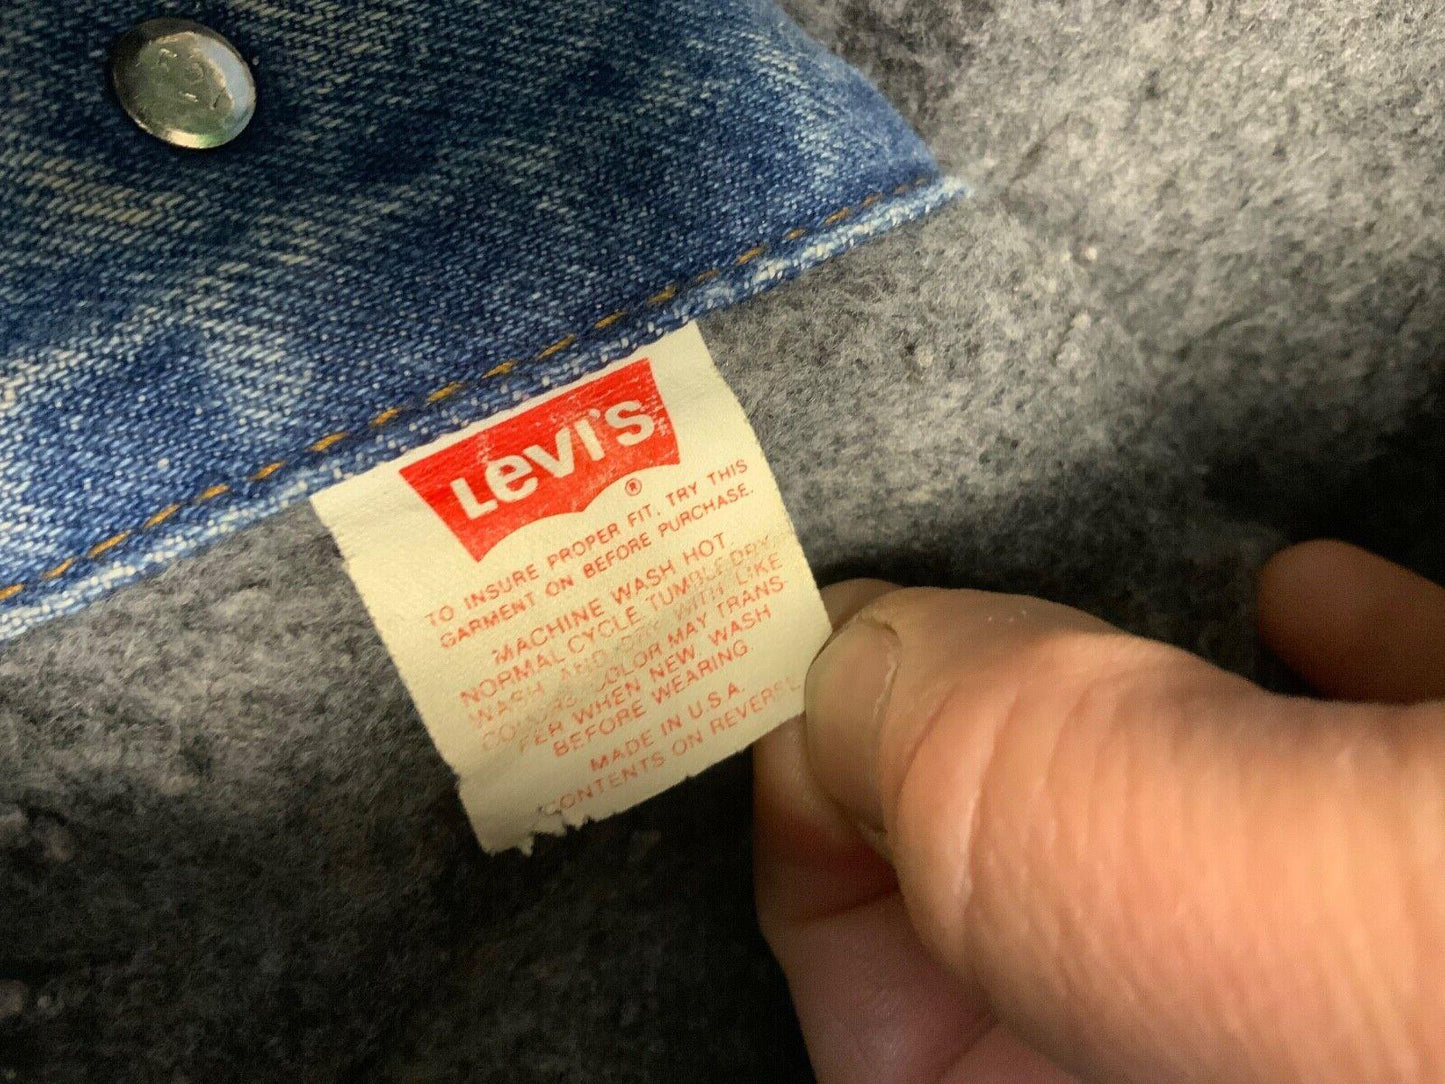 Levi's
®
TO INSURE PROPER FIT, TRY THIS
GARMENT ON BEFORE PURCHASE.
MACHINE WASH HOT,
NORMAL CYCLE TUMBLE DRY.
WASH AND DRY WITH LIKE
COLORS. COLOR MAY TRANS-
FER WHEN NEW. WASH
BEFORE WEARING.
MADE IN U.S.A.
CONTENTS ON REVERSE